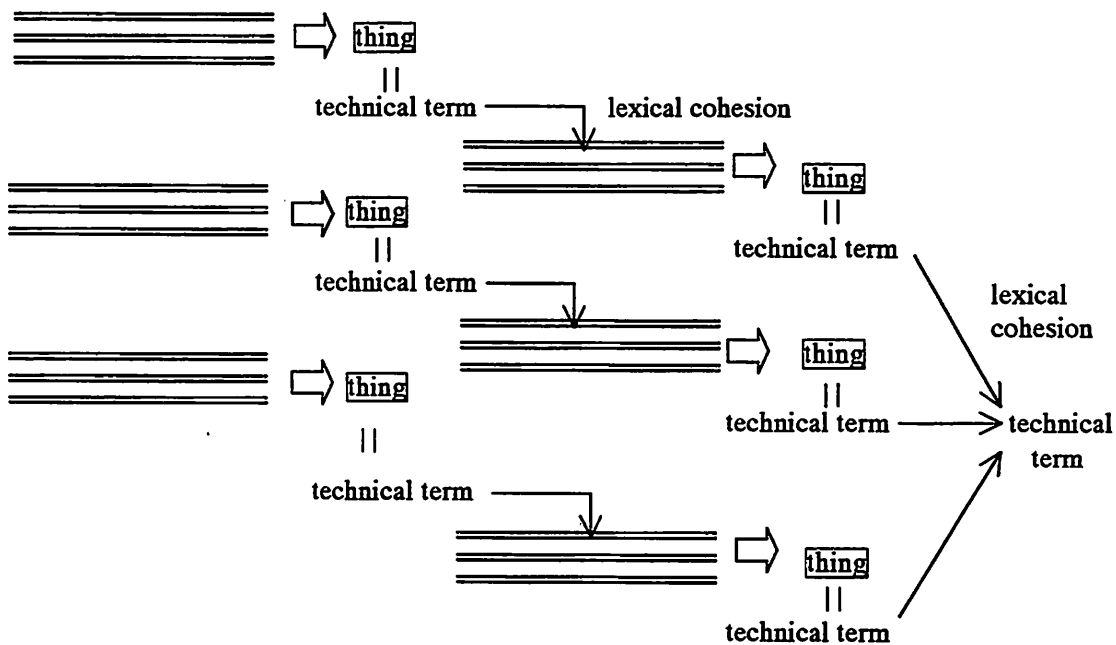 thing
technical term
lexical cohesion
thing
technical term
thing
technical term
lexical
cohesion
thing
technical term
thing
technical term
technical
term
thing
technical term